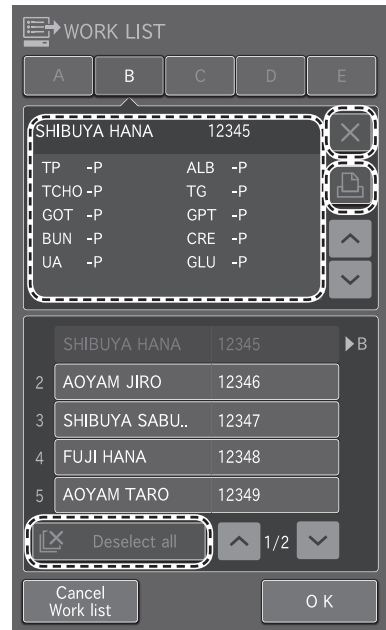 WORK LIST
A B C D E
SHIBUYA HANA 12345
TP -P ALB -P
TCHO -P TG -P
GOT -P GPT -P
BUN -P CRE -P
UA -P GLU -P
SHIBUYA HANA 12345 B
2 AOYAM JIRO 12346
3 SHIBUYA SABU.. 12347
4 FUJI HANA 12348
5 AOYAM TARO 12349
Deselect all 1/2
Cancel
Work list
O K